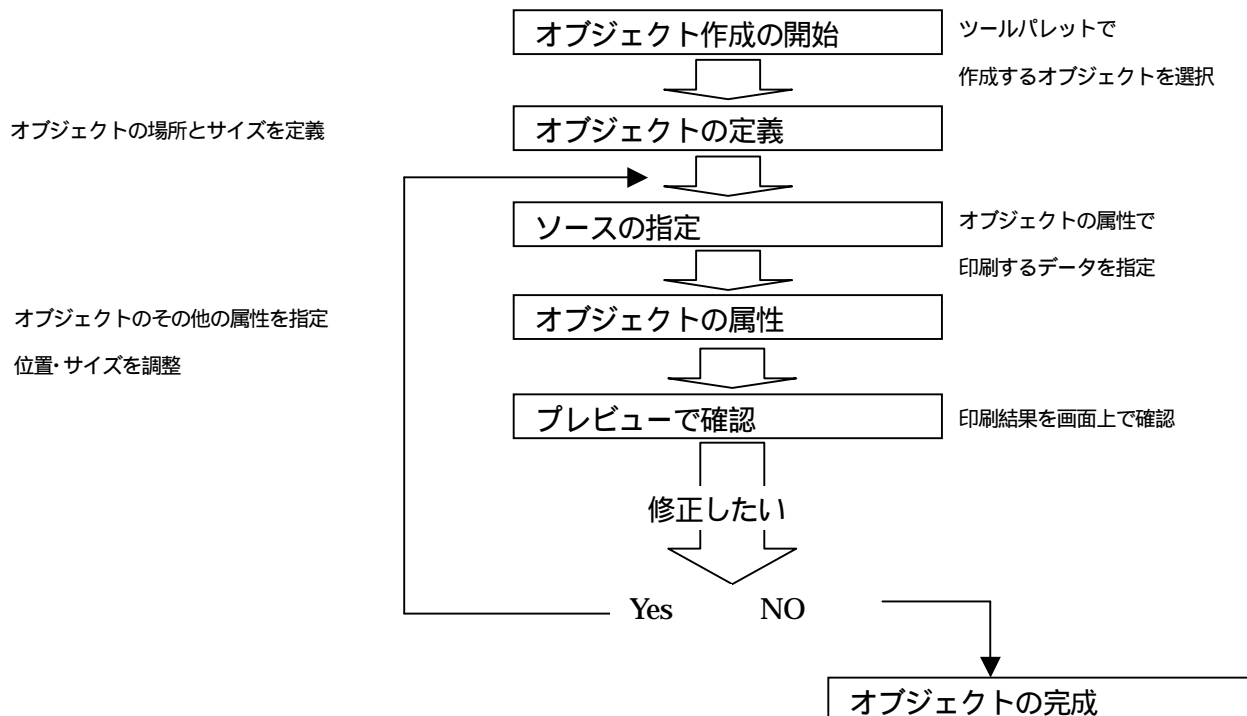 オブジェクト作成の開始
ツールパレットで
作成するオブジェクトを選択
オブジェクトの場所とサイズを定義
オブジェクトの定義
ソースの指定
オブジェクトの属性で
印刷するデータを指定
オブジェクトのその他の属性を指定
位置・サイズを調整
オブジェクトの属性
プレビューで確認
印刷結果を画面上で確認
修正したい
Yes
NO
オブジェクトの完成